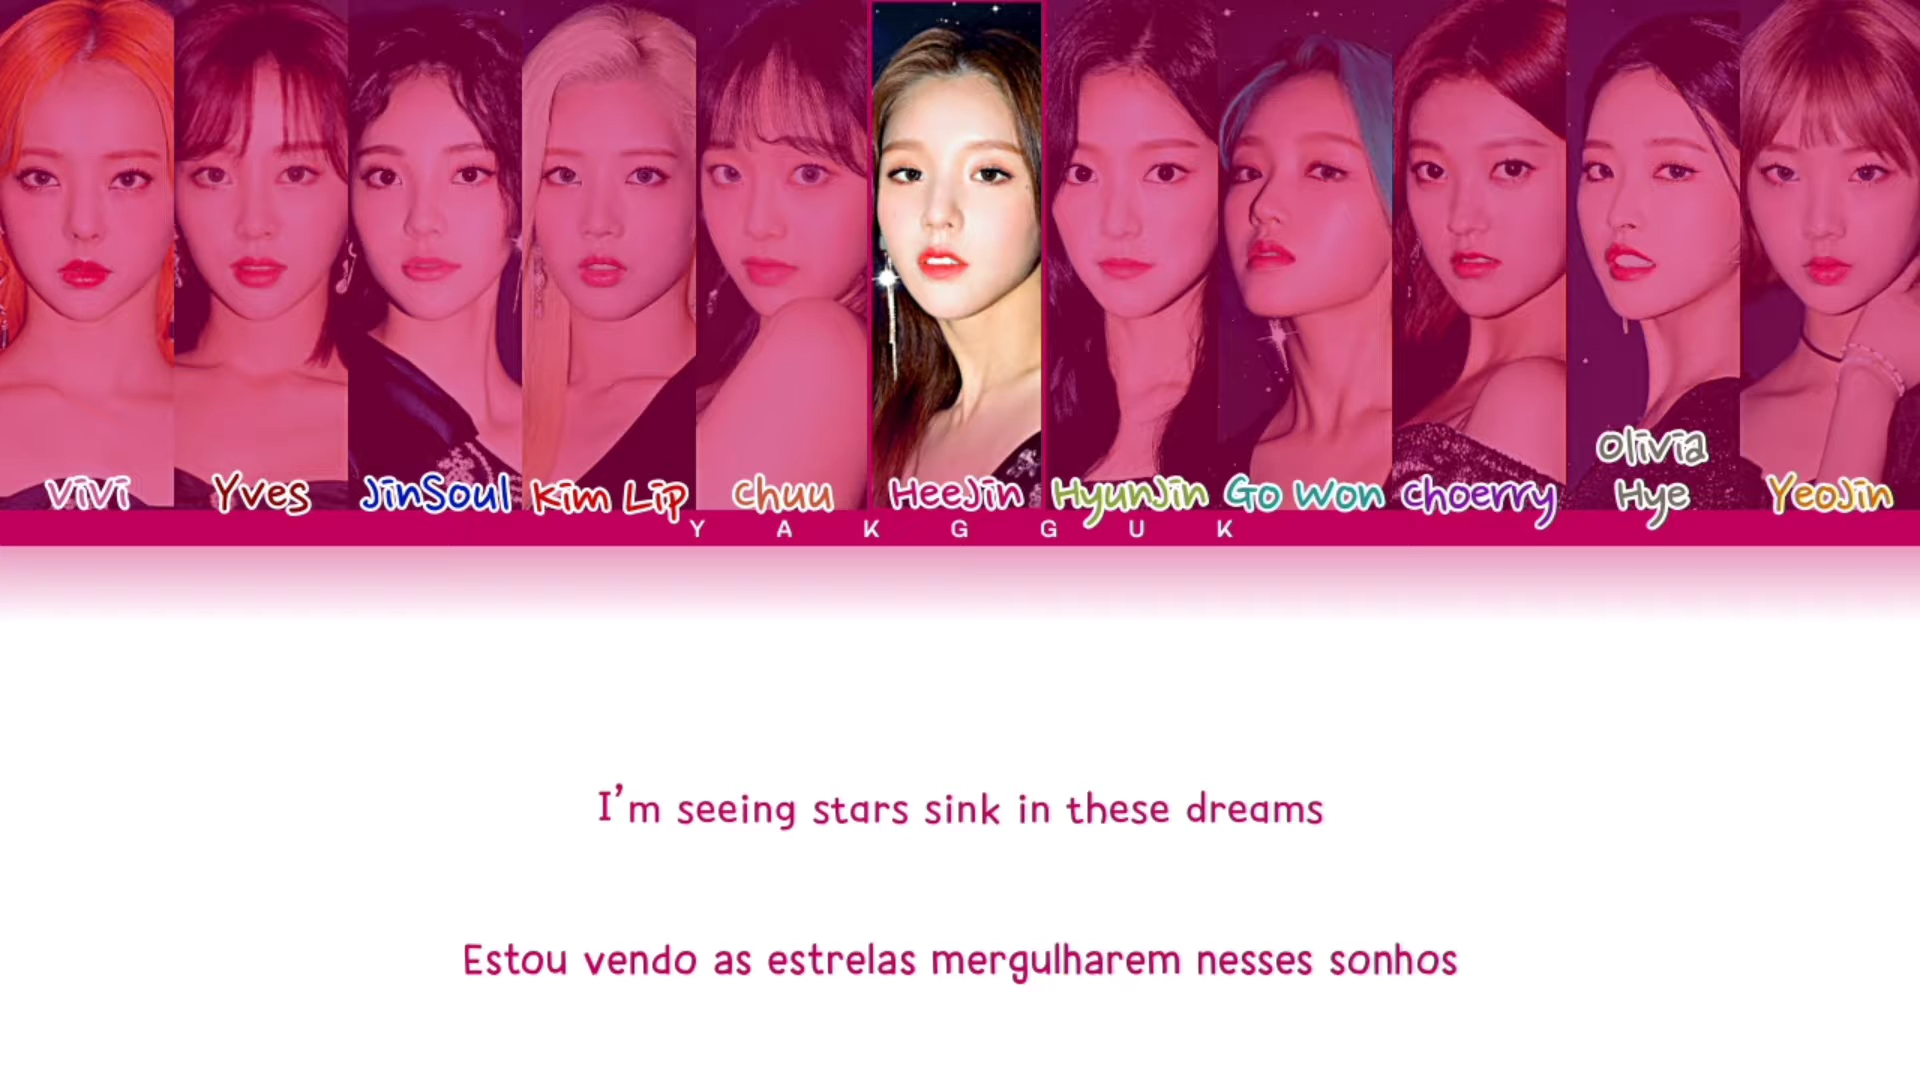 ViVi
Yves
JinSoul
Kim Lip
Chuu
HeeJin
HyunJin
Go Won
Choerry
Olivia
Hye
YeoJin
YAKGGUK
I'm seeing stars sink in these dreams
Estou vendo as estrelas mergulharem nesses sonhos